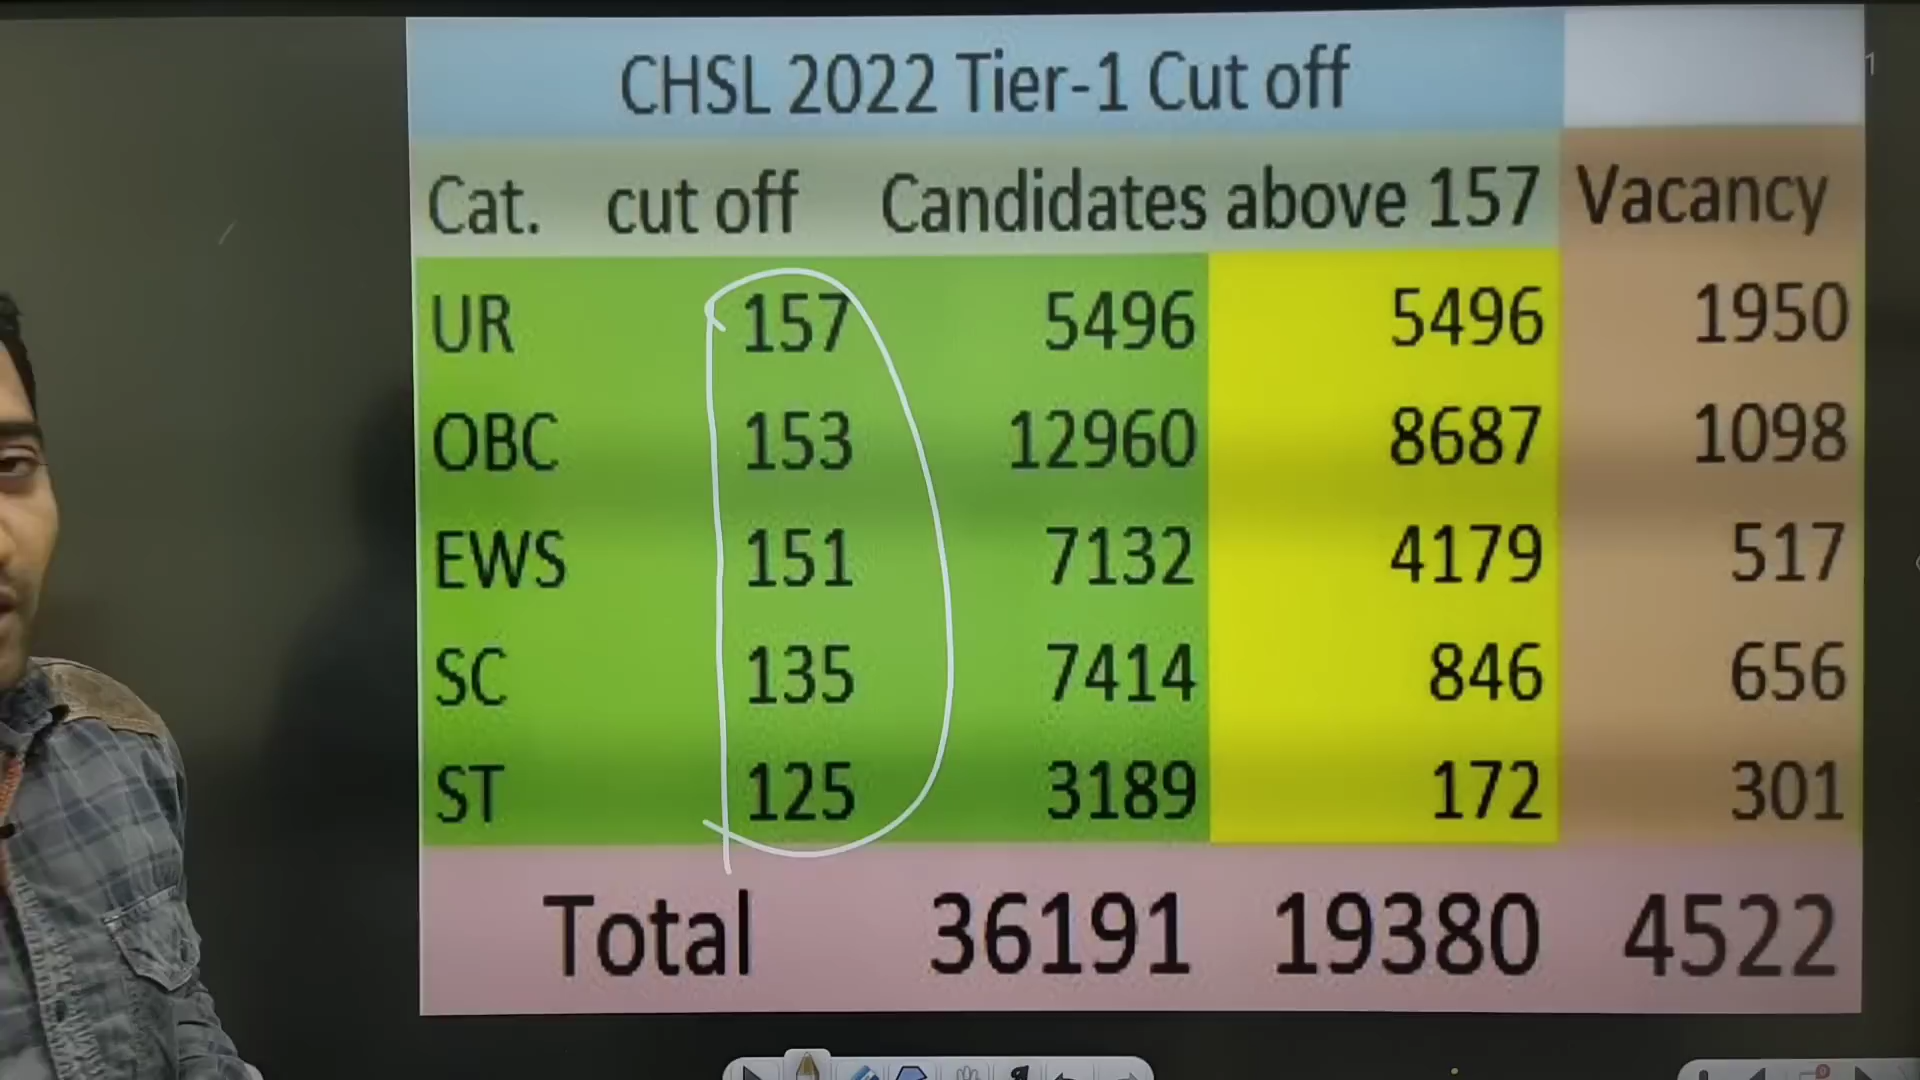 CHSL 2022 Tier-1 Cut off
1
Cat. cut off Candidates above 157 Vacancy
UR 157 5496 5496 1950
OBC 153 12960 8687 1098
EWS 151 7132 4179 517
SC 135 7414 846 656
ST 125 3189 172 301
Total 36191 19380 4522